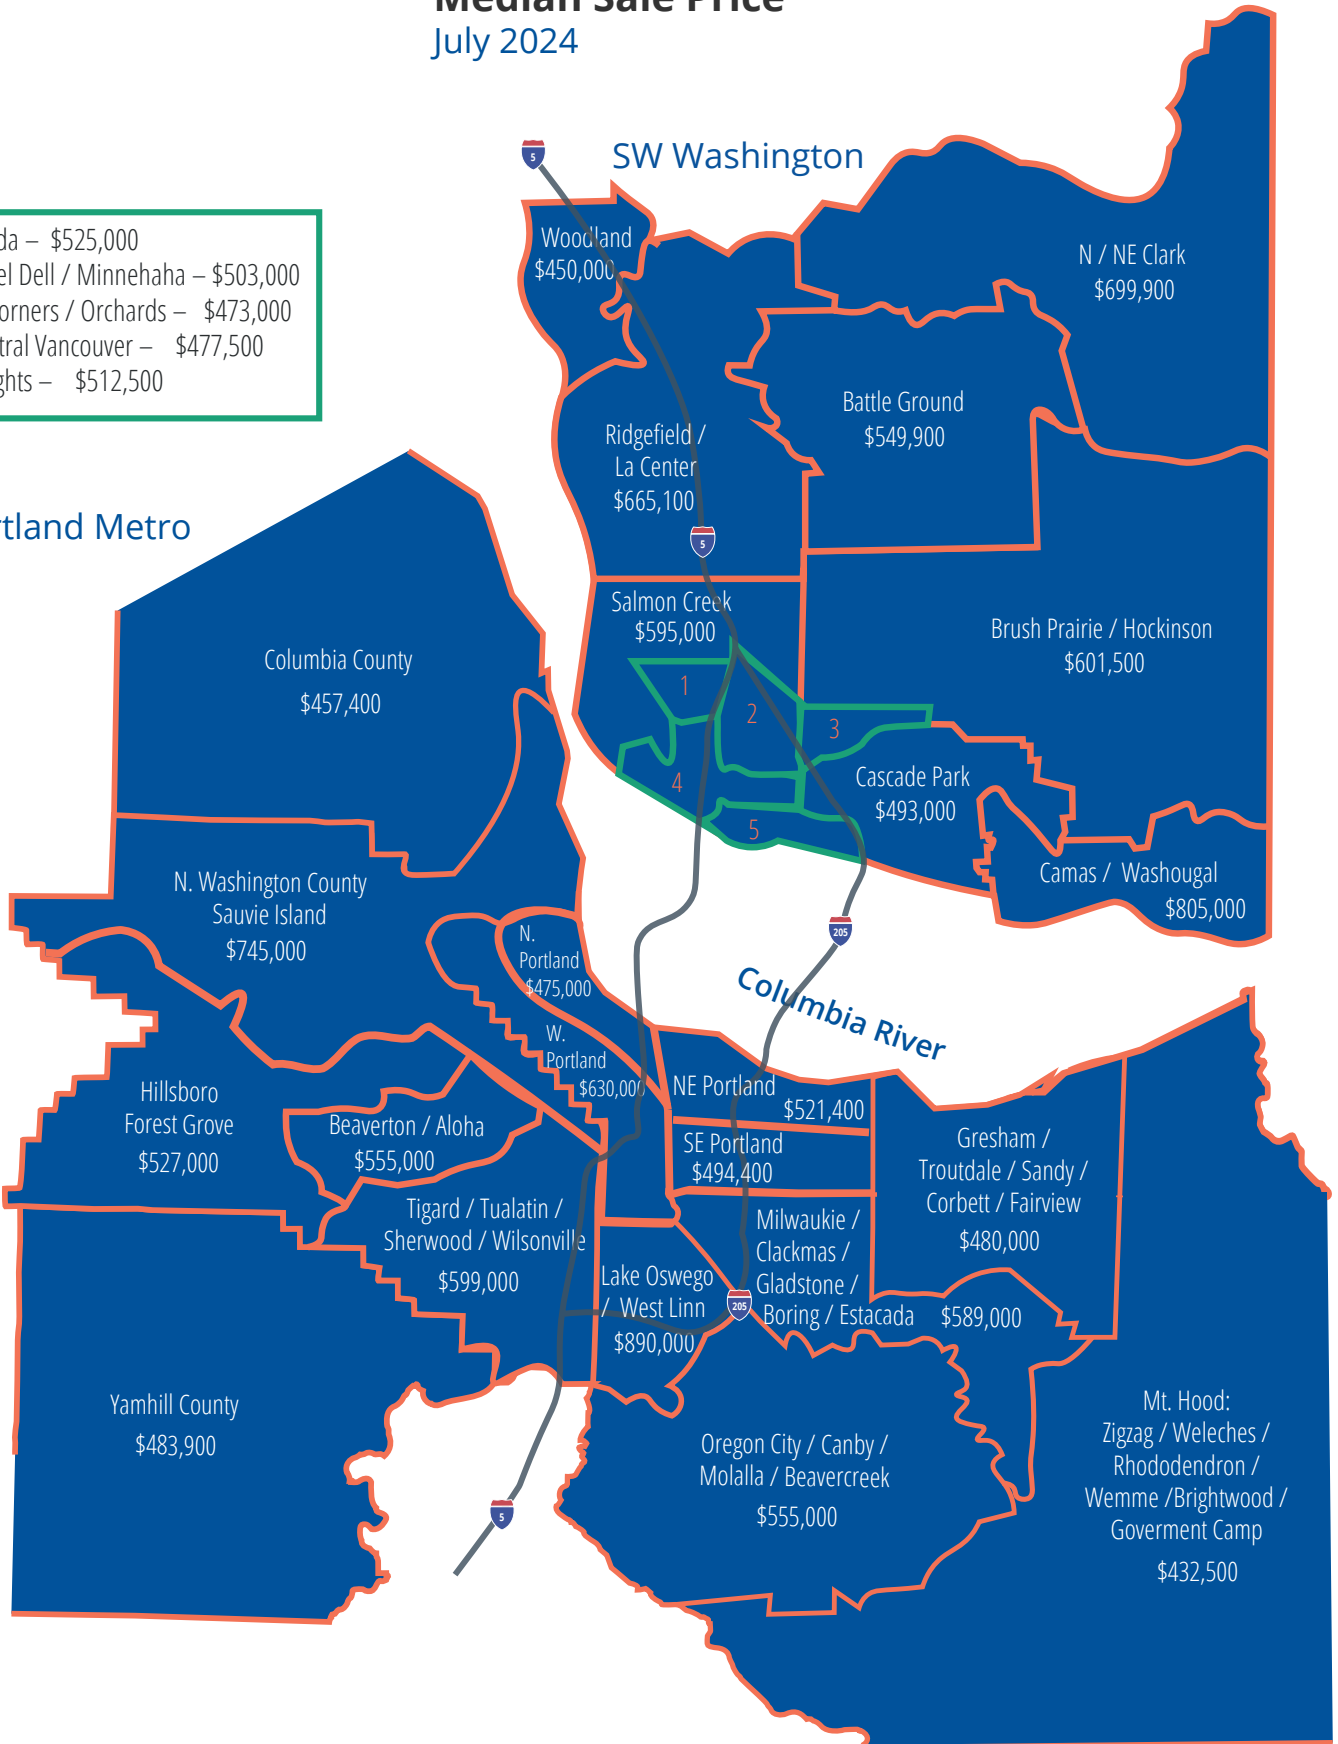 Median Sale Price
July 2024
SW Washington
da – $525,000
el Dell / Minnehaha – $503,000
orners / Orchards – $473,000
tral Vancouver – $477,500
ghts – $512,500
rtland Metro
5
Woodland
$450,000
N / NE Clark
$699,900
Battle Ground
$549,900
Ridgefield /
La Center
$665,100
5
Salmon Creek
$595,000
Brush Prairie / Hockinson
$601,500
1
2
3
4
5
Cascade Park
$493,000
Camas / Washougal
$805,000
205
Columbia River
Columbia County
$457,400
N. Washington County
Sauvie Island
$745,000
N.
Portland
$475,000
W.
Portland
$630,000
NE Portland
$521,400
SE Portland
$494,400
Hillsboro
Forest Grove
$527,000
Beaverton / Aloha
$555,000
Tigard / Tualatin /
Sherwood / Wilsonville
$599,000
Lake Oswego
/ West Linn
$890,000
Milwaukie /
Clackmas /
Gladstone /
Boring / Estacada $589,000
205
Gresham /
Troutdale / Sandy /
Corbett / Fairview
$480,000
Yamhill County
$483,900
5
Oregon City / Canby /
Molalla / Beavercreek
$555,000
Mt. Hood:
Zigzag / Weleches /
Rhododendron /
Wemme /Brightwood /
Goverment Camp
$432,500